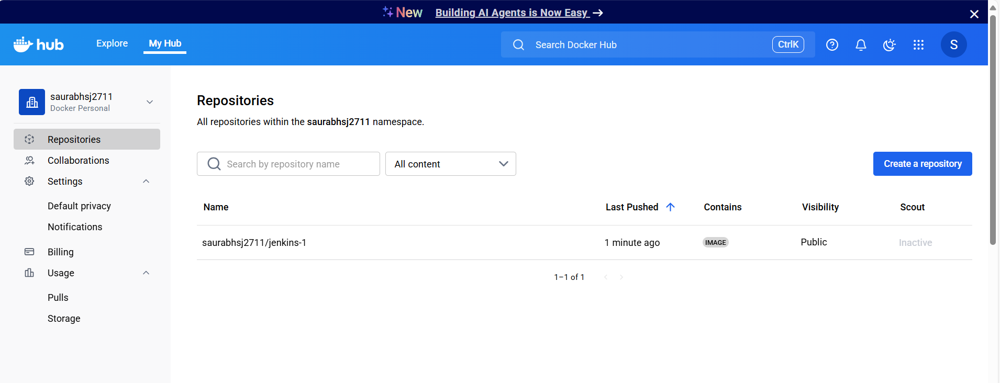 New Building AI Agents is Now Easy →
hub Explore My Hub Search Docker Hub CtrlK S
saurabhsj2711
Docker Personal
Repositories
Collaborations
Settings
Default privacy
Notifications
Billing
Usage
Pulls
Storage
Repositories
All repositories within the saurabhsj2711 namespace.
Search by repository name All content Create a repository
Name Last Pushed Contains Visibility Scout
saurabhsj2711/jenkins-1 1 minute ago IMAGE Public Inactive
1–1 of 1